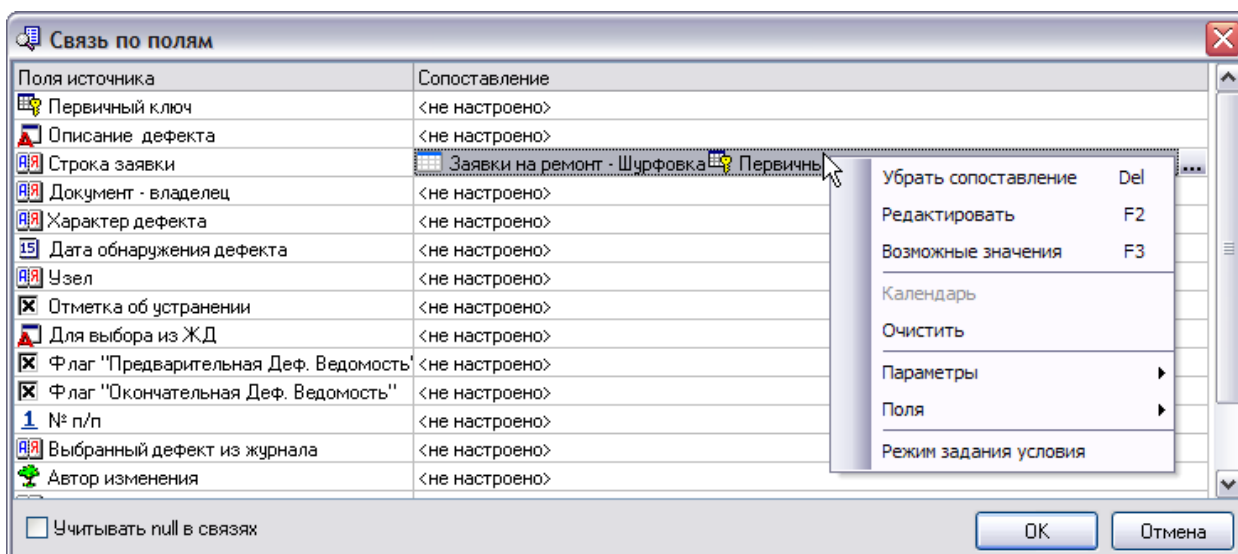 Связь по полям
Поля источника Сопоставление
Первичный ключ <не настроено>
Описание дефекта <не настроено>
Строка заявки Заявки на ремонт - Шурфовка Первичны ...
Документ - владелец <не настроено>
Характер дефекта <не настроено>
15 Дата обнаружения дефекта <не настроено>
Узел <не настроено>
Отметка об устранении <не настроено>
Для выбора из ЖД <не настроено>
Флаг "Предварительная Деф. Ведомость" <не настроено>
Флаг "Окончательная Деф. Ведомость" <не настроено>
1 № п/п <не настроено>
Выбранный дефект из журнала <не настроено>
Автор изменения <не настроено>
Убрать сопоставление Del
Редактировать F2
Возможные значения F3
Календарь
Очистить
Параметры
Поля
Режим задания условия
Учитывать null в связях
OK Отмена